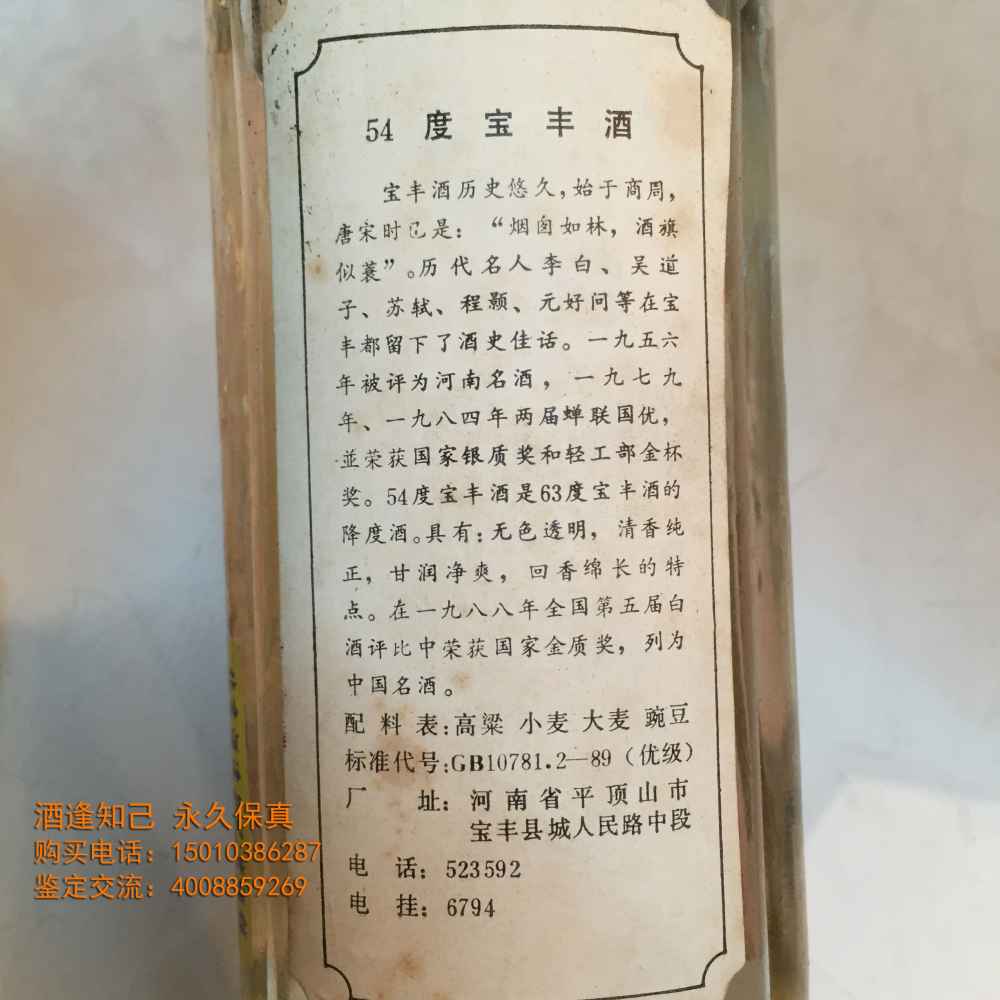 54度宝丰酒
宝丰酒历史悠久，始于商周，
唐宋时已是：“烟囱如林，酒旗
似蓑”。历代名人李白、吴道
子、苏轼、程颢、元好问等在宝
丰都留下了酒史佳话。一九五六
年被评为河南名酒，一九七九
年、一九八四年两届蝉联国优，
並荣获国家银质奖和轻工部金杯
奖。54度宝丰酒是63度宝丰酒的
降度酒。具有：无色透明，清香纯
正，甘润净爽，回香绵长的特
点。在一九八八年全国第五届白
酒评比中荣获国家金质奖，列为
中国名酒。
配料表：高粱 小麦 大麦 豌豆
标准代号：GB10781.2—89（优级）
厂 址：河南省平顶山市
宝丰县城人民路中段
电 话：523592
电 挂：6794
酒逢知己 永久保真
购买电话：15010386287
鉴定交流：4008859269